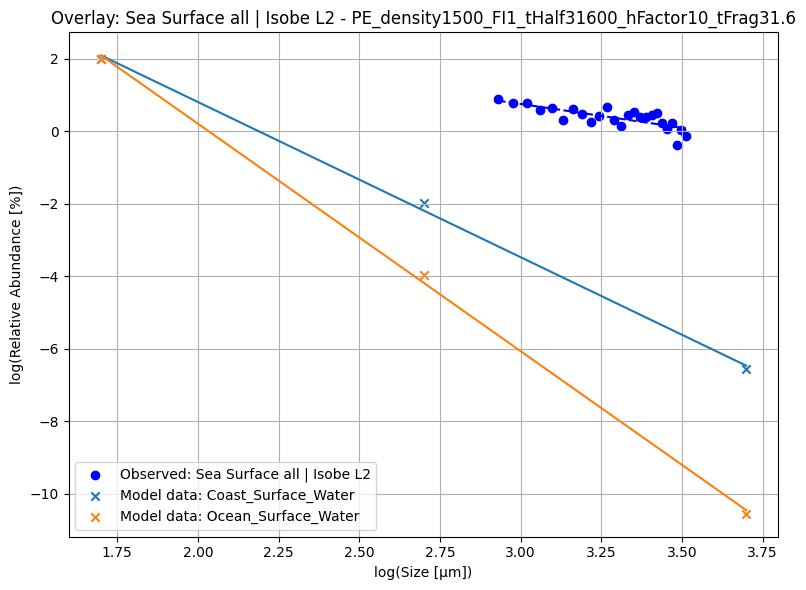 Overlay: Sea Surface all | Isobe L2 - PE_density1500_FI1_tHalf31600_hFactor10_tFrag31.6
log(Relative Abundance [%])
2
0
−2
−4
−6
−8
−10
Observed: Sea Surface all | Isobe L2
Model data: Coast_Surface_Water
Model data: Ocean_Surface_Water
1.75 2.00 2.25 2.50 2.75 3.00 3.25 3.50 3.75
log(Size [µm])